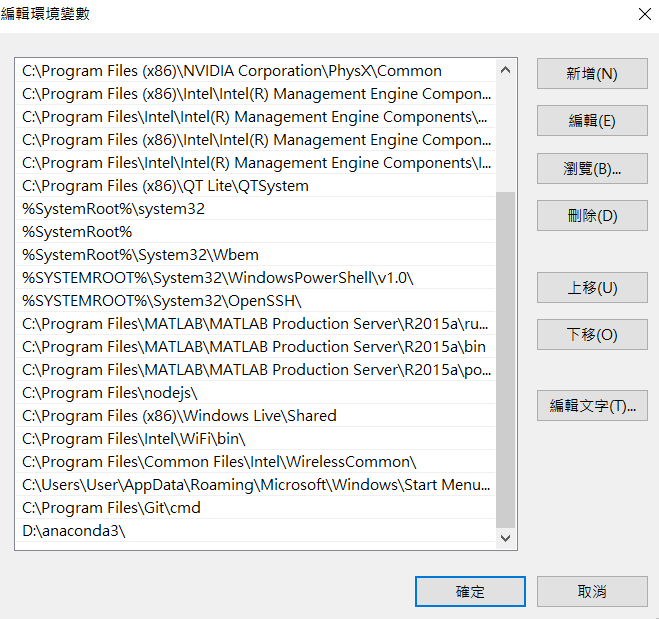 編輯環境變數
C:\Program Files (x86)\NVIDIA Corporation\PhysX\Common
C:\Program Files (x86)\Intel\Intel(R) Management Engine Compon...
C:\Program Files\Intel\Intel(R) Management Engine Components\...
C:\Program Files (x86)\Intel\Intel(R) Management Engine Compon...
C:\Program Files\Intel\Intel(R) Management Engine Components\I...
C:\Program Files (x86)\QT Lite\QTSystem
%SystemRoot%\system32
%SystemRoot%
%SystemRoot%\System32\Wbem
%SYSTEMROOT%\System32\WindowsPowerShell\v1.0\
%SYSTEMROOT%\System32\OpenSSH\
C:\Program Files\MATLAB\MATLAB Production Server\R2015a\ru...
C:\Program Files\MATLAB\MATLAB Production Server\R2015a\bin
C:\Program Files\MATLAB\MATLAB Production Server\R2015a\po...
C:\Program Files\nodejs\
C:\Program Files (x86)\Windows Live\Shared
C:\Program Files\Intel\WiFi\bin\
C:\Program Files\Common Files\Intel\WirelessCommon\
C:\Users\User\AppData\Roaming\Microsoft\Windows\Start Menu...
C:\Program Files\Git\cmd
D:\anaconda3\
新增(N)
編輯(E)
瀏覽(B)...
刪除(D)
上移(U)
下移(O)
編輯文字(T)...
確定
取消